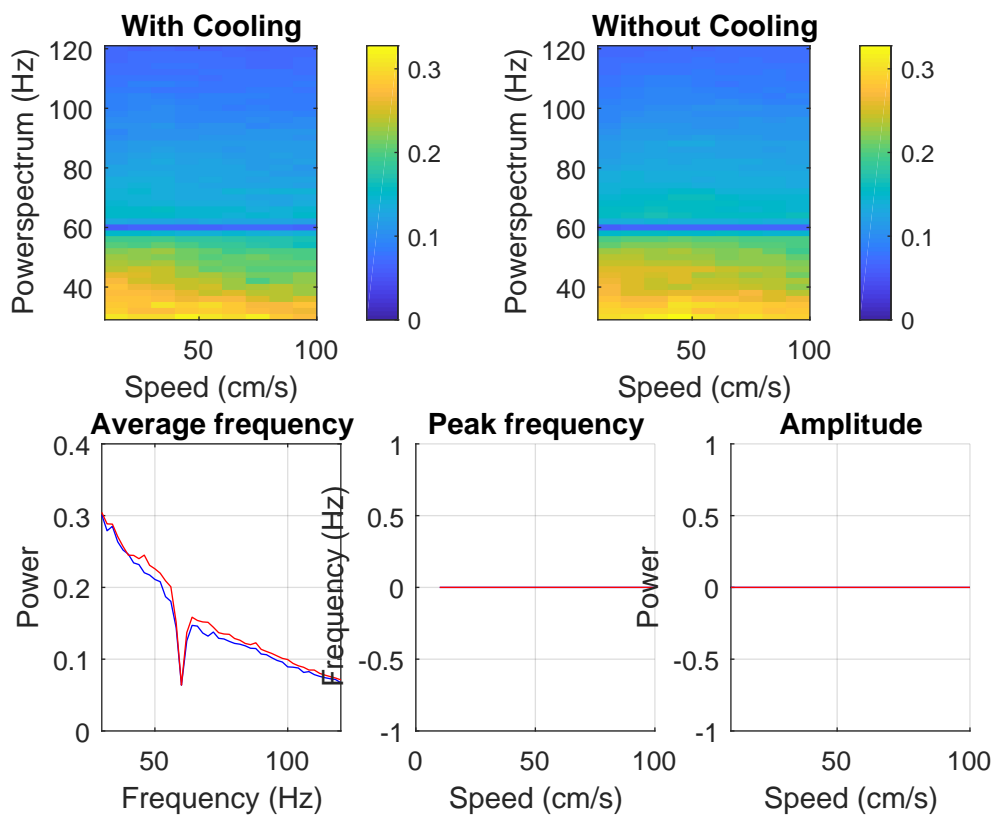 With Cooling
Powerspectrum (Hz)
120
100
80
60
40
50
100
Speed (cm/s)
0.3
0.2
0.1
0
Without Cooling
Powerspectrum (Hz)
120
100
80
60
40
50
100
Speed (cm/s)
0.3
0.2
0.1
0
Average frequency
Power
0.4
0.3
0.2
0.1
0
50
100
Frequency (Hz)
Peak frequency
Frequency (Hz)
1
0.5
0
-0.5
-1
0
50
100
Speed (cm/s)
Amplitude
Power
1
0.5
0
-0.5
-1
50
100
Speed (cm/s)